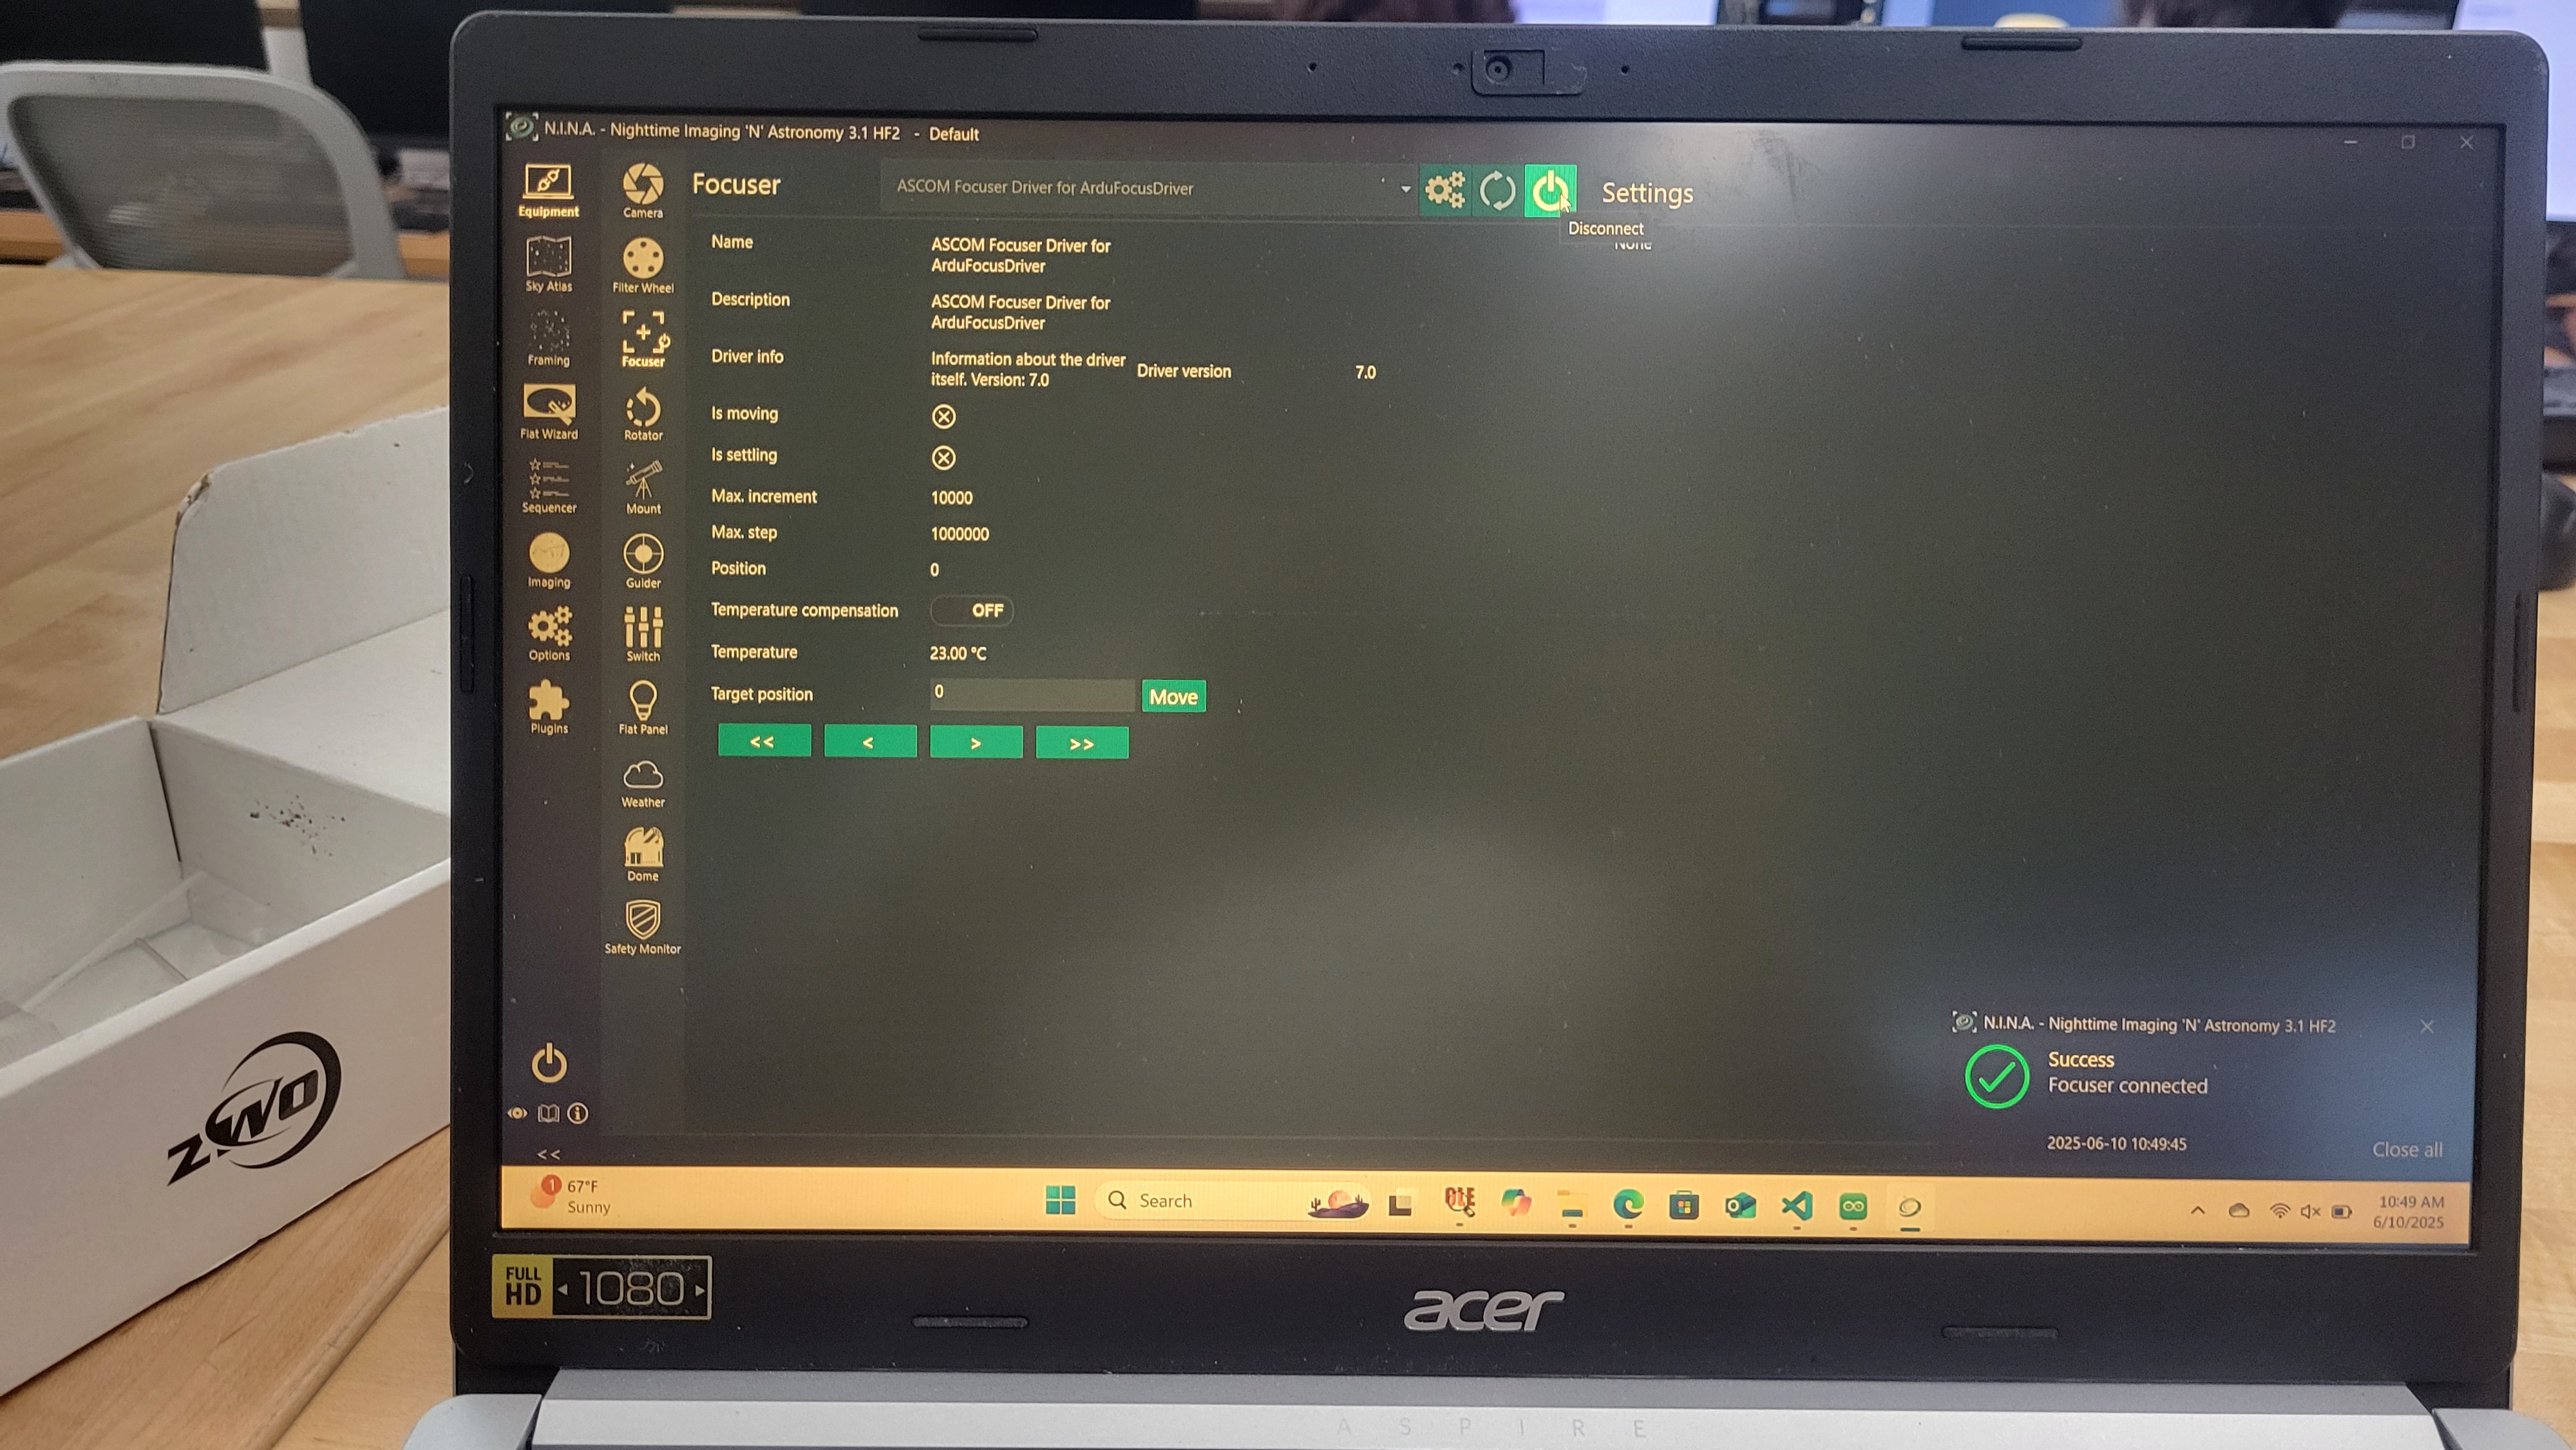 N.I.N.A. - Nighttime Imaging 'N' Astronomy 3.1 HF2 - Default
Equipment
Sky Atlas
Framing
Flat Wizard
Sequencer
Imaging
Options
Plugins
<<
Camera
Filter Wheel
Focuser
Rotator
Mount
Guider
Switch
Flat Panel
Weather
Dome
Safety Monitor
Focuser
ASCOM Focuser Driver for ArduFocusDriver
Settings
Disconnect
None
Name
ASCOM Focuser Driver for
ArduFocusDriver
Description
ASCOM Focuser Driver for
ArduFocusDriver
Driver info
Information about the driver
itself. Version: 7.0
Driver version 7.0
Is moving
Is settling
Max. increment 10000
Max. step 1000000
Position 0
Temperature compensation OFF
Temperature 23.00 °C
Target position 0 Move
<< < > >>
N.I.N.A. - Nighttime Imaging 'N' Astronomy 3.1 HF2
Success
Focuser connected
2025-06-10 10:49:45
Close all
1
67°F
Sunny
Search
10:49 AM
6/10/2025
FULL
HD
1080
acer
ASPIRE
ZWO